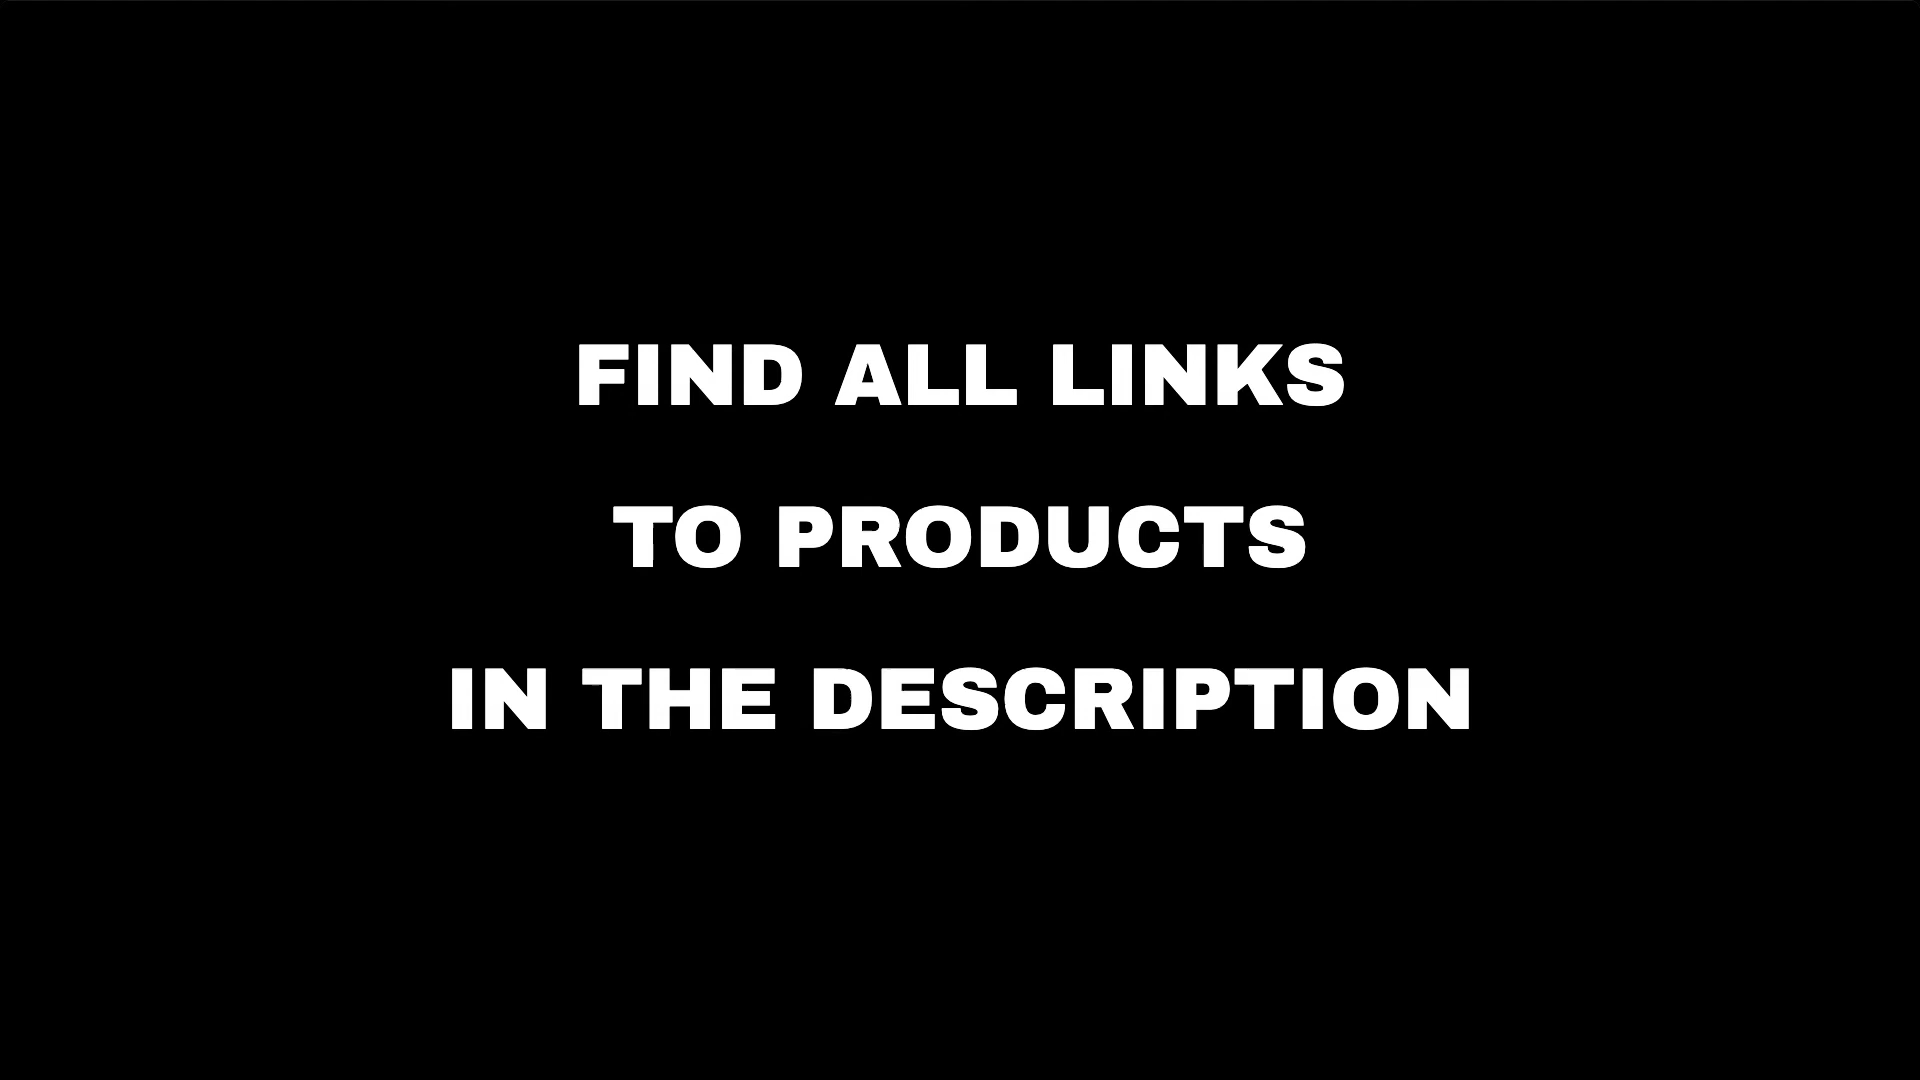 FIND ALL LINKS
TO PRODUCTS
IN THE DESCRIPTION